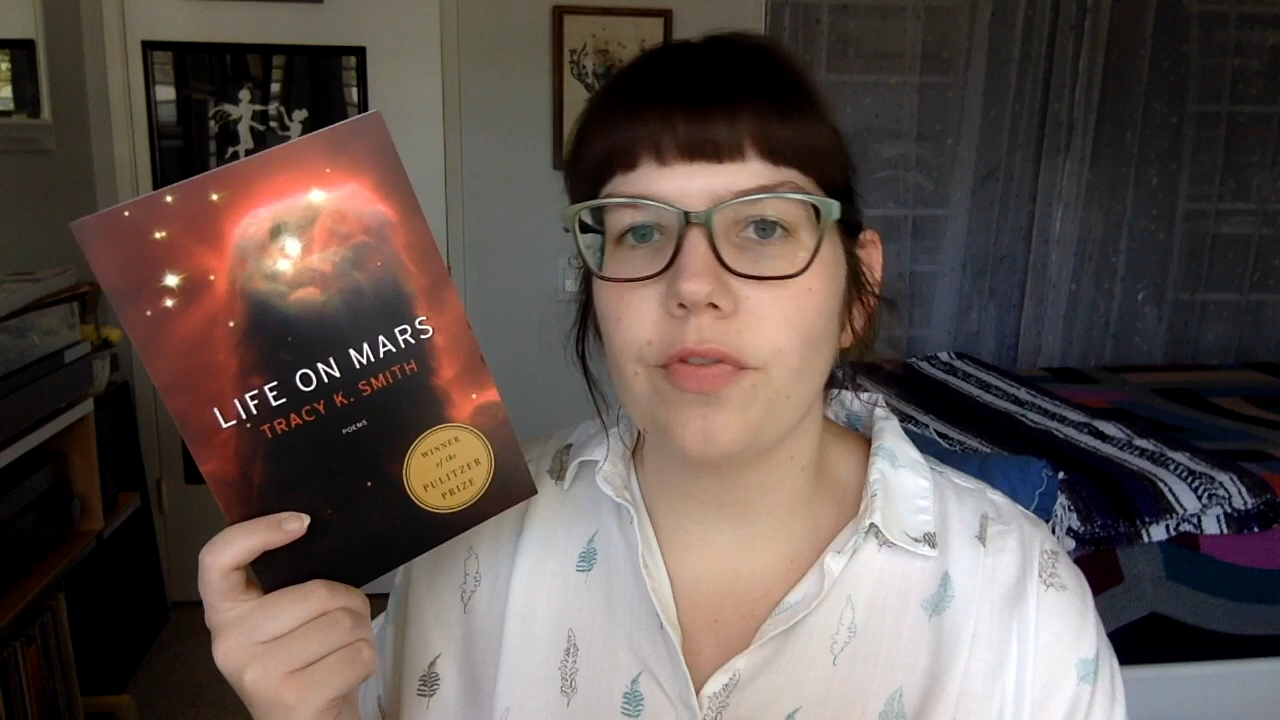 LIFE ON MARS
TRACY K. SMITH
POEMS
WINNER
of the
PULITZER
PRIZE